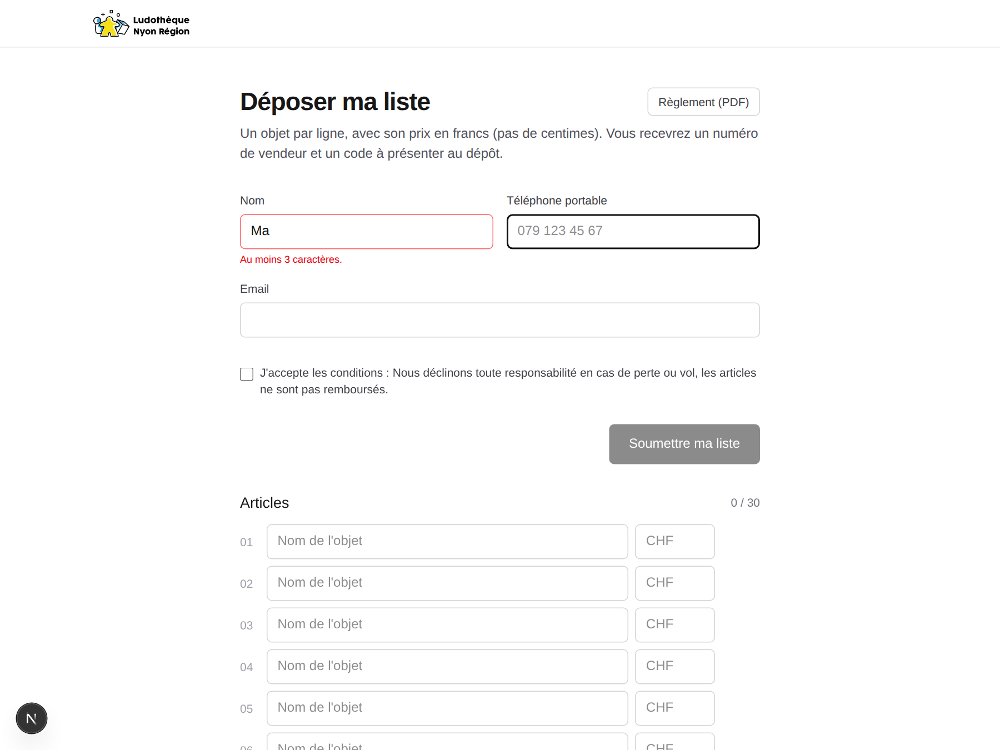 Ludothèque
Nyon Région
Déposer ma liste
Règlement (PDF)
Un objet par ligne, avec son prix en francs (pas de centimes). Vous recevrez un numéro
de vendeur et un code à présenter au dépôt.
Nom
Téléphone portable
Ma
079 123 45 67
Au moins 3 caractères.
Email
J'accepte les conditions : Nous déclinons toute responsabilité en cas de perte ou vol, les articles
ne sont pas remboursés.
Soumettre ma liste
Articles
0 / 30
01 Nom de l'objet CHF
02 Nom de l'objet CHF
03 Nom de l'objet CHF
04 Nom de l'objet CHF
05 Nom de l'objet CHF
06 Nom de l'objet CHF
N